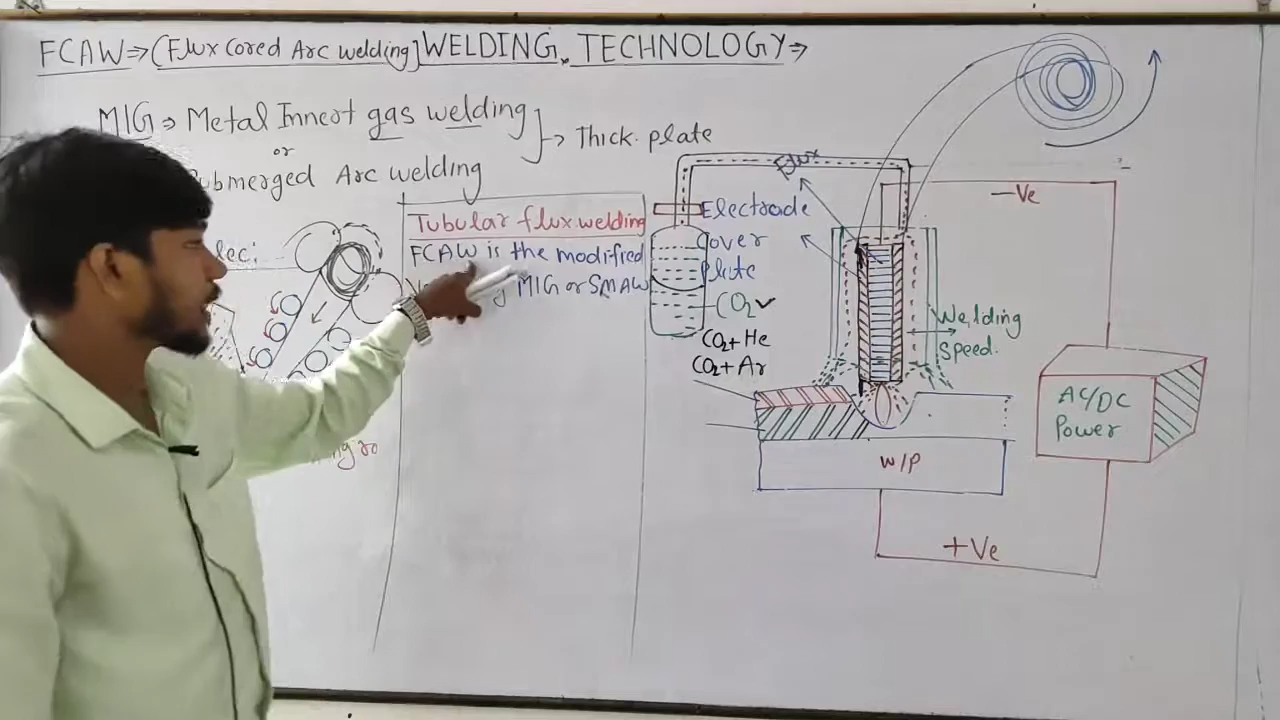 FCAW⇒(Flux Cored Arc welding] WELDING. TECHNOLOGY⇒
MIG ⇒ Metal Innert gas welding
or
Submerged Arc welding
→ Thick. plate
Tubular flux welding
FCAW is the modified
MIG or SMAW
Flux
Electrode
Cover
plate
CO2✓
CO2+He
CO2+Ar
Welding
Speed.
W/P
-Ve
AC/DC
Power
+Ve